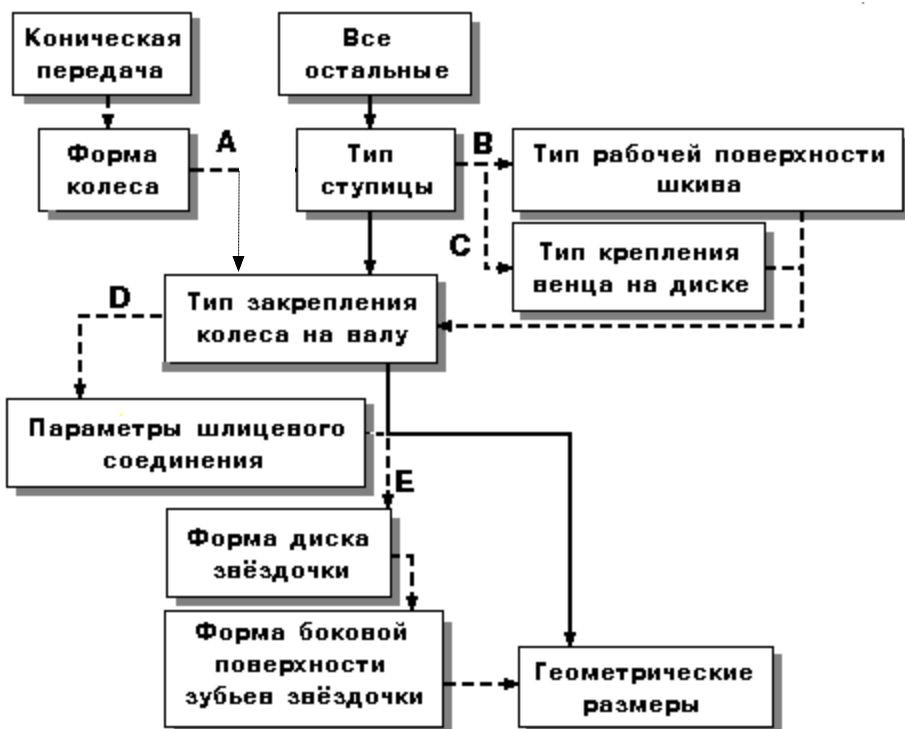 Коническая
передача
Все
остальные
Форма
колеса
A
Тип
ступицы
B
Тип рабочей поверхности
шкива
C
Тип крепления
венца на диске
D
Тип закрепления
колеса на валу
Параметры шлицевого
соединения
E
Форма диска
звёздочки
Форма боковой
поверхности
зубьев звёздочки
Геометрические
размеры